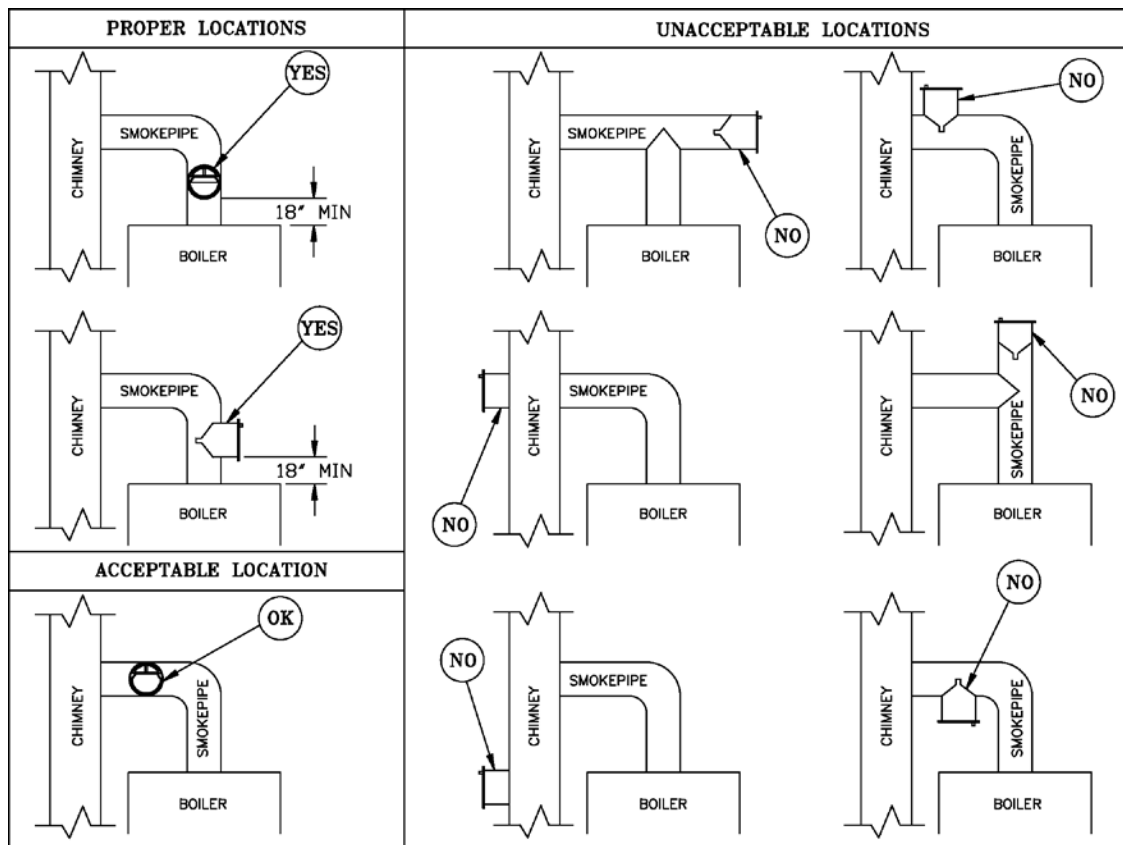 PROPER LOCATIONS
YES
CHIMNEY
SMOKEPIPE
18" MIN
BOILER
YES
CHIMNEY
SMOKEPIPE
18" MIN
BOILER
ACCEPTABLE LOCATION
OK
CHIMNEY
SMOKEPIPE
BOILER
UNACCEPTABLE LOCATIONS
CHIMNEY
SMOKEPIPE
NO
BOILER
NO
CHIMNEY
SMOKEPIPE
BOILER
CHIMNEY
SMOKEPIPE
NO
BOILER
NO
CHIMNEY
SMOKEPIPE
BOILER
NO
CHIMNEY
SMOKEPIPE
BOILER
NO
CHIMNEY
SMOKEPIPE
BOILER